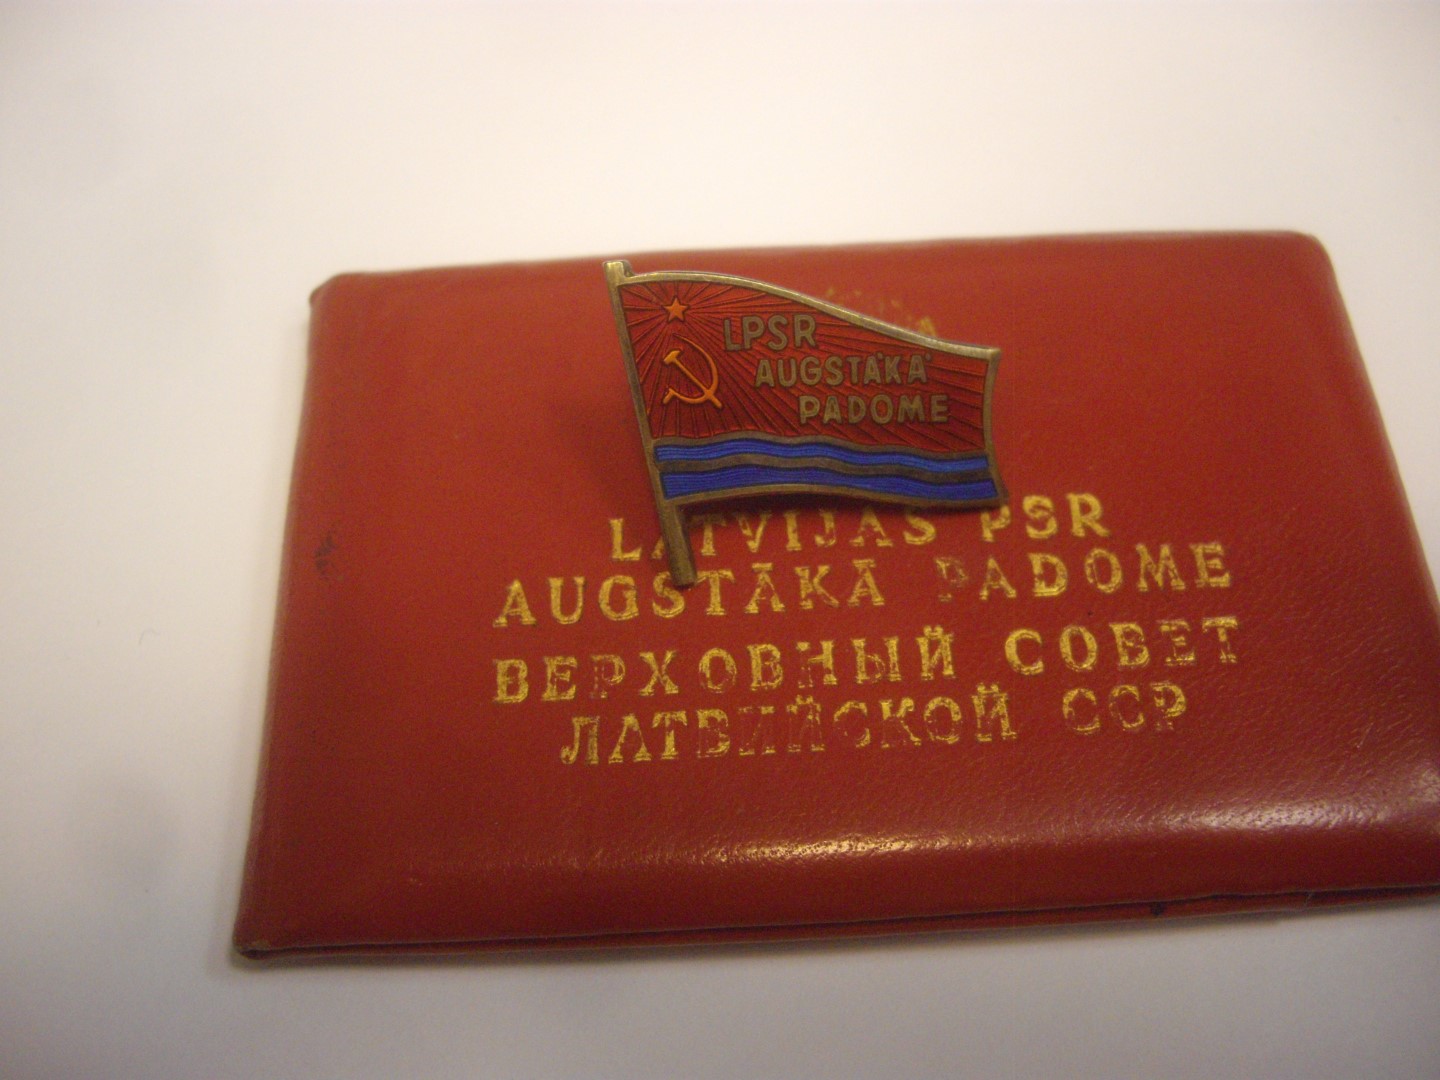 LPSR
AUGSTĀKĀ
PADOME
LATVIJAS PSR
AUGSTĀKĀ PADOME
ВЕРХОВНЫЙ СОВЕТ
ЛАТВИЙСКОЙ ССР